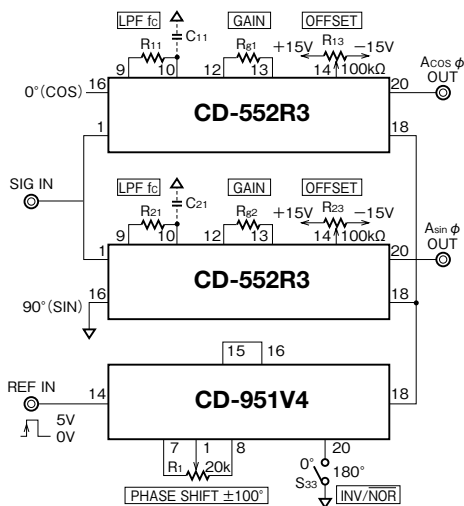 LPF fc GAIN OFFSET
R11 C11 Rg1 +15V R13 −15V
9 10 12 13 14 100kΩ
Acos φ
OUT
0°(COS) 16 20
CD-552R3
1 18
SIG IN
LPF fc GAIN OFFSET
R21 C21 Rg2 +15V R23 −15V
9 10 12 13 14 100kΩ
Asin φ
OUT
1 20
CD-552R3
16 18
90°(SIN)
15 16
REF IN 14 18
CD-951V4
5V
0V
7 1 8 20
R1 20k 0° 180°
S33
PHASE SHIFT ±100° INV/NOR